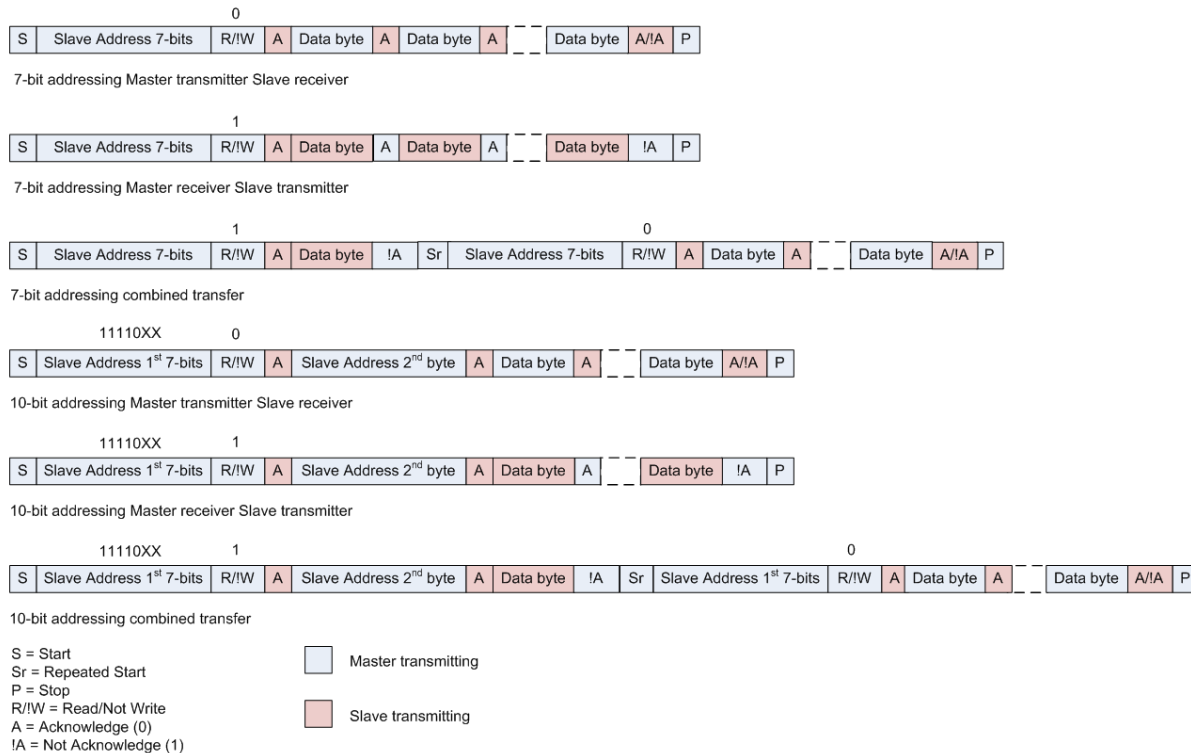 0
S Slave Address 7-bits R/!W A Data byte A Data byte A Data byte A/!A P
7-bit addressing Master transmitter Slave receiver
1
S Slave Address 7-bits R/!W A Data byte A Data byte A Data byte !A P
7-bit addressing Master receiver Slave transmitter
1 0
S Slave Address 7-bits R/!W A Data byte !A Sr Slave Address 7-bits R/!W A Data byte A Data byte A/!A P
7-bit addressing combined transfer
11110XX 0
S Slave Address 1st 7-bits R/!W A Slave Address 2nd byte A Data byte A Data byte A/!A P
10-bit addressing Master transmitter Slave receiver
11110XX 1
S Slave Address 1st 7-bits R/!W A Slave Address 2nd byte A Data byte A Data byte !A P
10-bit addressing Master receiver Slave transmitter
11110XX 1 0
S Slave Address 1st 7-bits R/!W A Slave Address 2nd byte A Data byte !A Sr Slave Address 1st 7-bits R/!W A Data byte A Data byte A/!A P
10-bit addressing combined transfer
S = Start
Sr = Repeated Start
P = Stop
R/!W = Read/Not Write
A = Acknowledge (0)
!A = Not Acknowledge (1)
Master transmitting
Slave transmitting